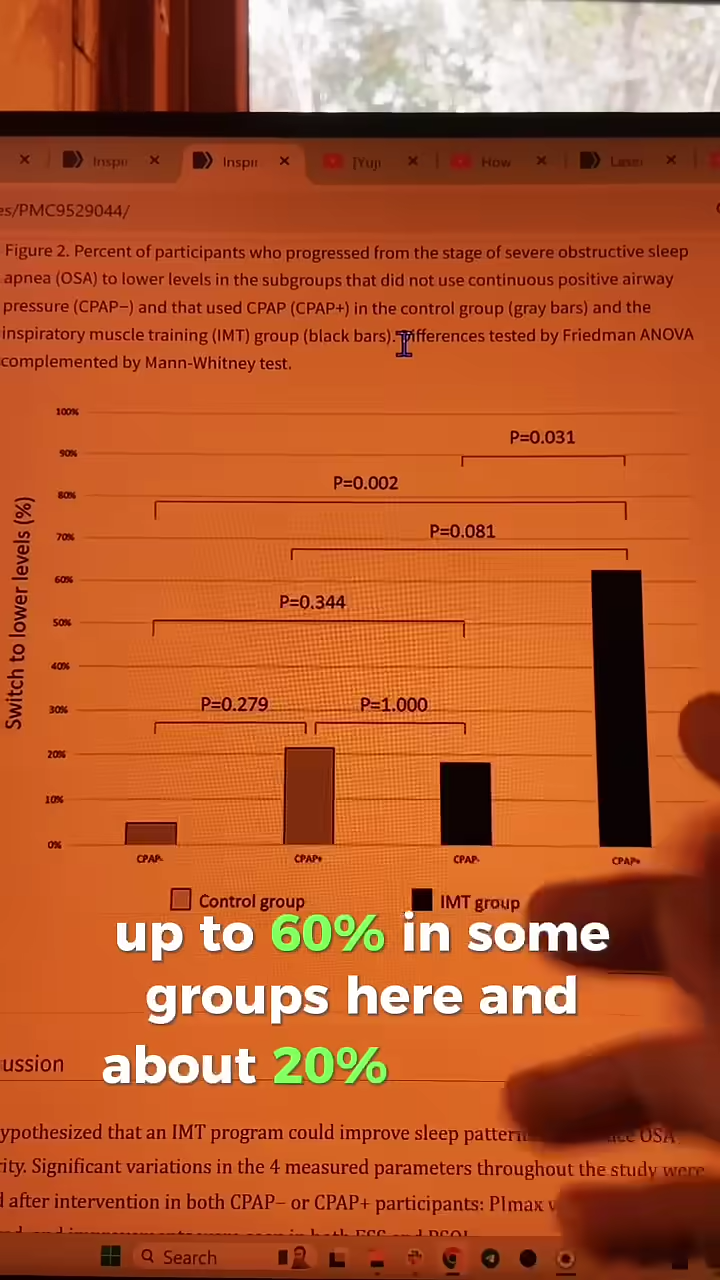 Inspir
Inspir
[Yuji
How
Laser
es/PMC9529044/
Figure 2. Percent of participants who progressed from the stage of severe obstructive sleep
apnea (OSA) to lower levels in the subgroups that did not use continuous positive airway
pressure (CPAP−) and that used CPAP (CPAP+) in the control group (gray bars) and the
inspiratory muscle training (IMT) group (black bars). Differences tested by Friedman ANOVA
complemented by Mann-Whitney test.
100%
90%
80%
70%
60%
50%
40%
30%
20%
10%
0%
Switch to lower levels (%)
P=0.031
P=0.002
P=0.081
P=0.344
P=0.279 P=1.000
CPAP- CPAP+ CPAP- CPAP+
Control group IMT group
up to 60% in some
groups here and
about 20%
ussion
ypothesized that an IMT program could improve sleep OSA
ity. Significant variations in the 4 measured parameters throughout the study were
d after intervention in both CPAP− or CPAP+ participants: PImax
Search